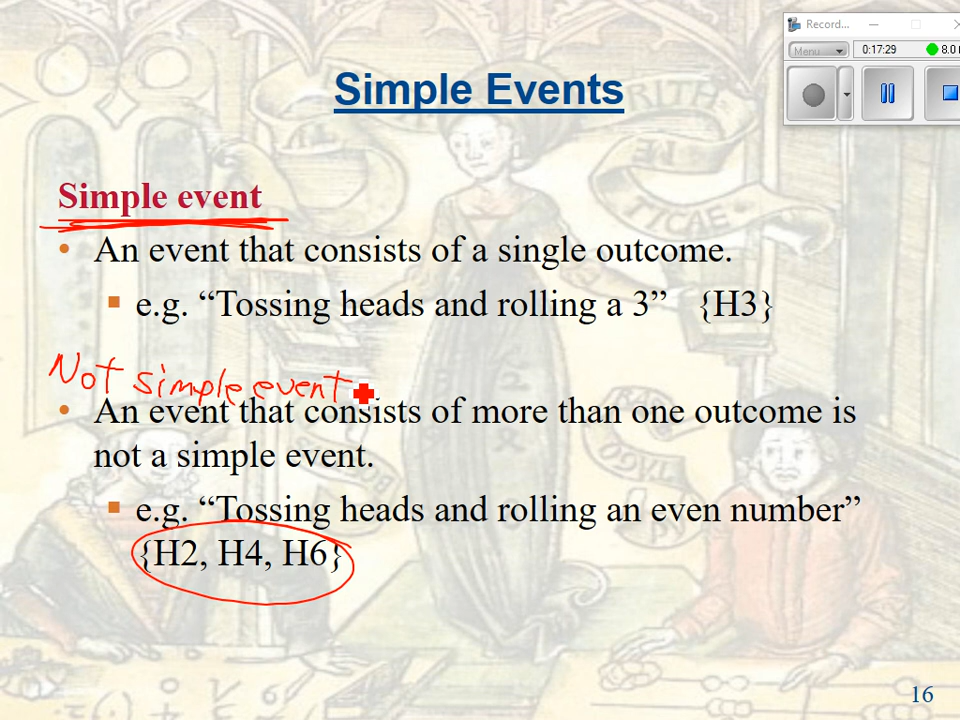 Record...
Menu
0:17:29
8.0
Simple Events
Simple event
• An event that consists of a single outcome.
▪ e.g. “Tossing heads and rolling a 3” {H3}
Not simple event
• An event that consists of more than one outcome is
not a simple event.
▪ e.g. “Tossing heads and rolling an even number”
{H2, H4, H6}
16